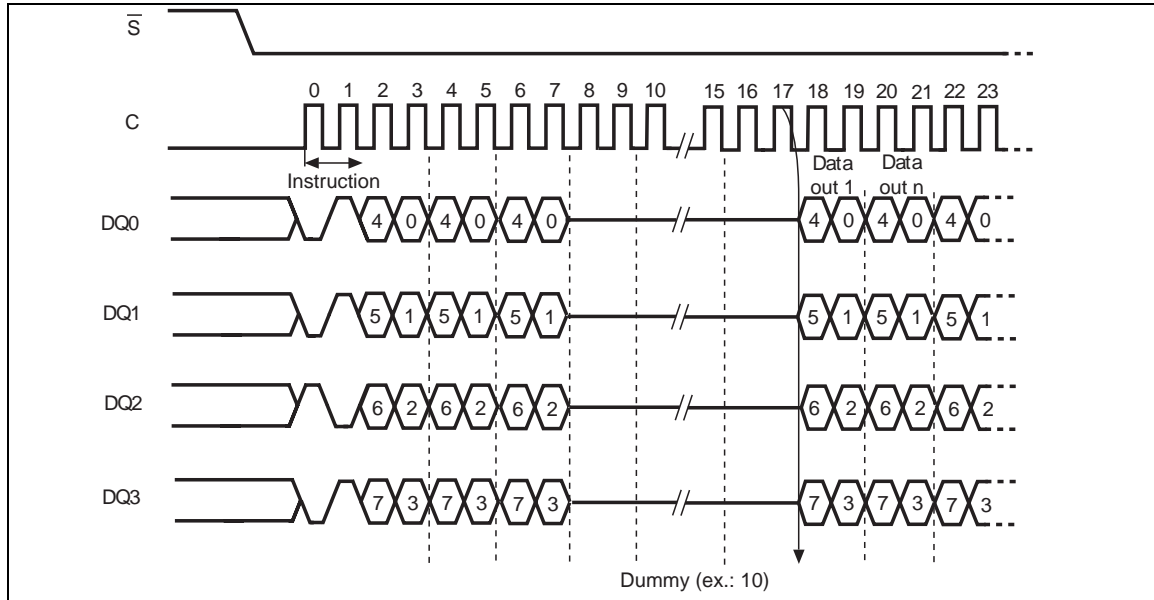 S
0 1 2 3 4 5 6 7 8 9 10 15 16 17 18 19 20 21 22 23
C
Instruction
Data out 1
Data out n
DQ0 4 0 4 0 4 0 4 0 4 0 4 0
DQ1 5 1 5 1 5 1 5 1 5 1 5 1
DQ2 6 2 6 2 6 2 6 2 6 2 6 2
DQ3 7 3 7 3 7 3 7 3 7 3 7 3
Dummy (ex.: 10)